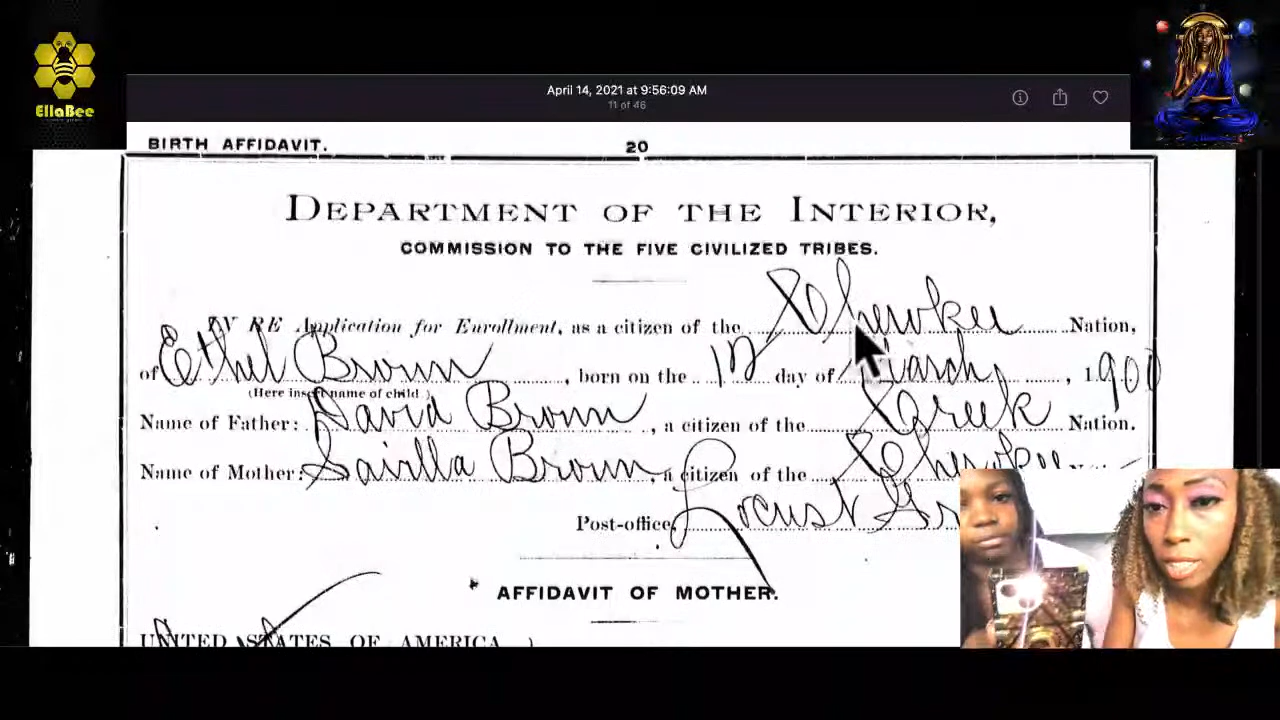 EllaBee
April 14, 2021 at 9:56:09 AM
11 of 46
BIRTH AFFIDAVIT. 20
DEPARTMENT OF THE INTERIOR,
COMMISSION TO THE FIVE CIVILIZED TRIBES.
IN RE Application for Enrollment, as a citizen of the Cherokee Nation,
of Ethel Brown, born on the 12 day of March, 1900
(Here insert name of child.)
Name of Father: David Brown, a citizen of the Creek Nation.
Name of Mother: Brown, a citizen of the Cherokee
Post-office, Locust Gr
AFFIDAVIT OF MOTHER.
UNITED STATES OF AMERICA